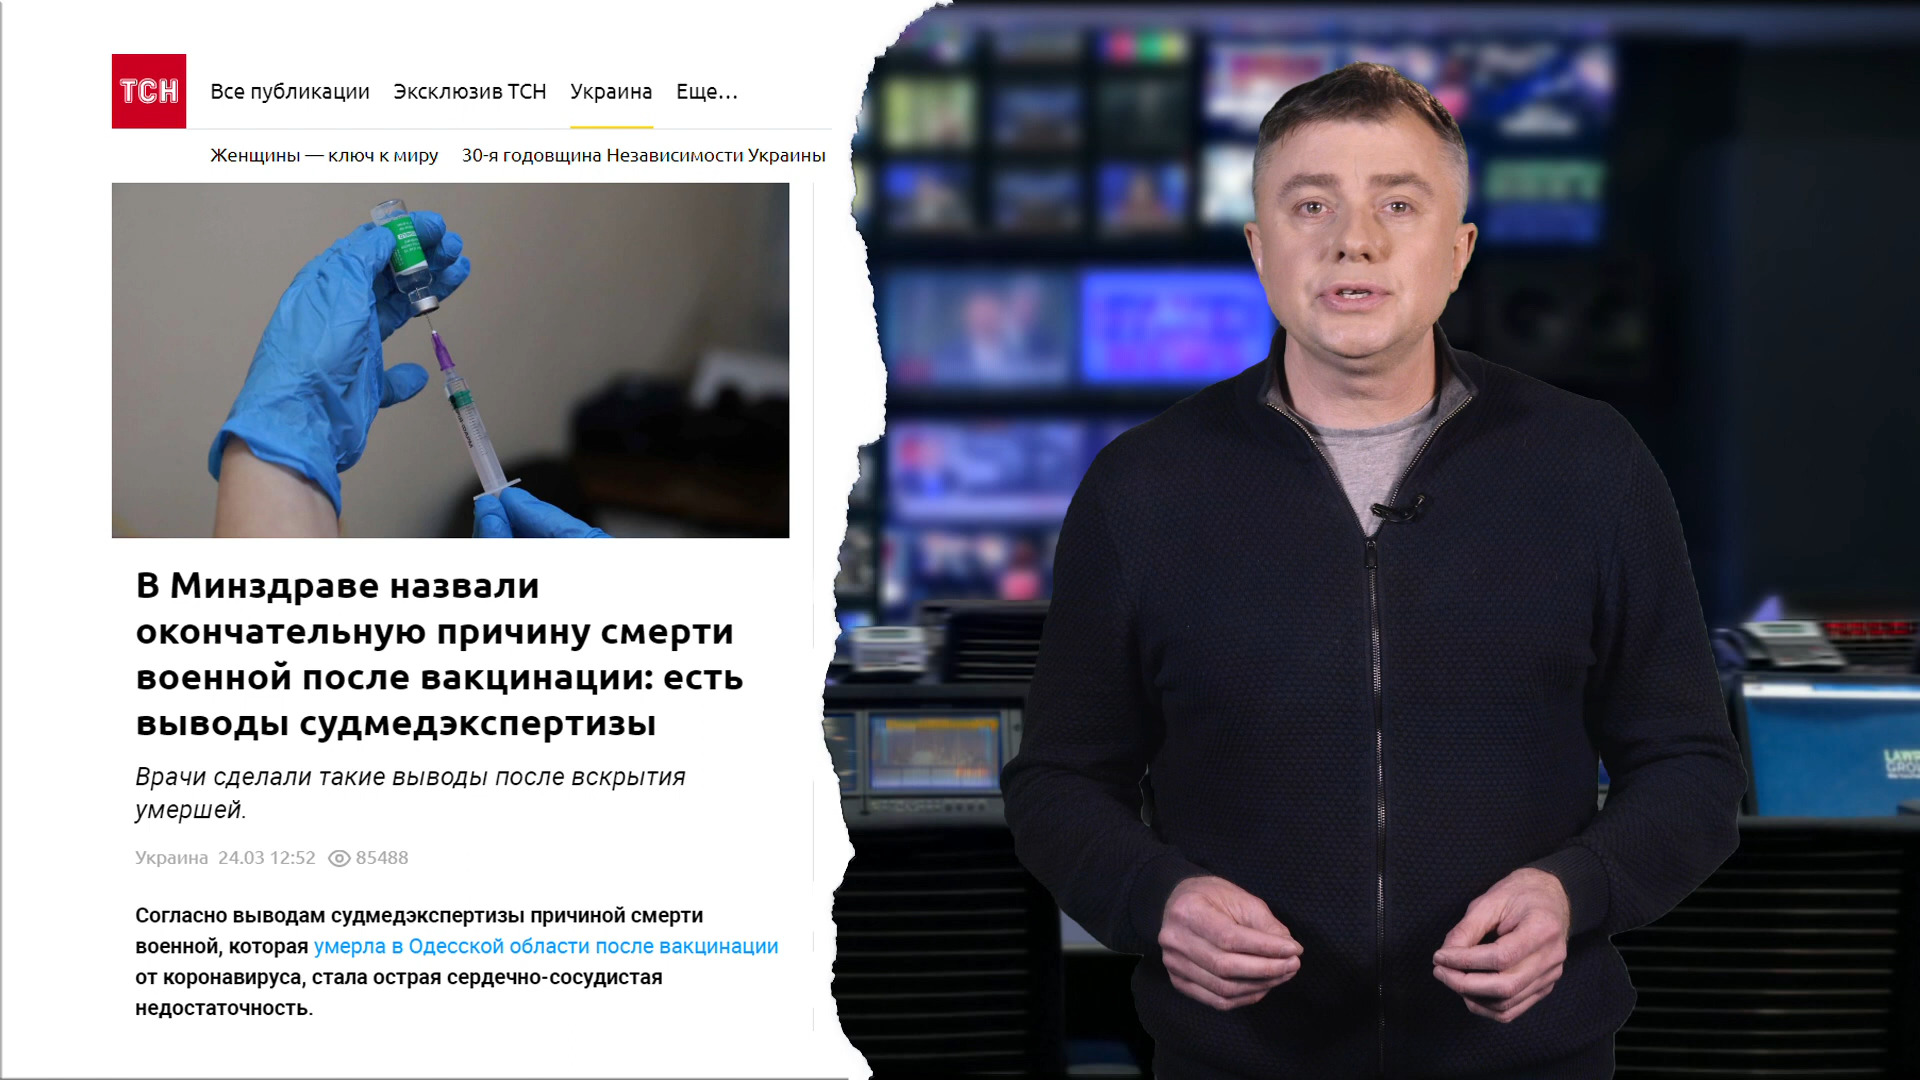 ТСН
Все публикации Эксклюзив ТСН Украина Еще...
Женщины — ключ к миру 30-я годовщина Независимости Украины
В Минздраве назвали
окончательную причину смерти
военной после вакцинации: есть
выводы судмедэкспертизы
Врачи сделали такие выводы после вскрытия
умершей.
Украина 24.03 12:52 85488
Согласно выводам судмедэкспертизы причиной смерти
военной, которая умерла в Одесской области после вакцинации
от коронавируса, стала острая сердечно-сосудистая
недостаточность.